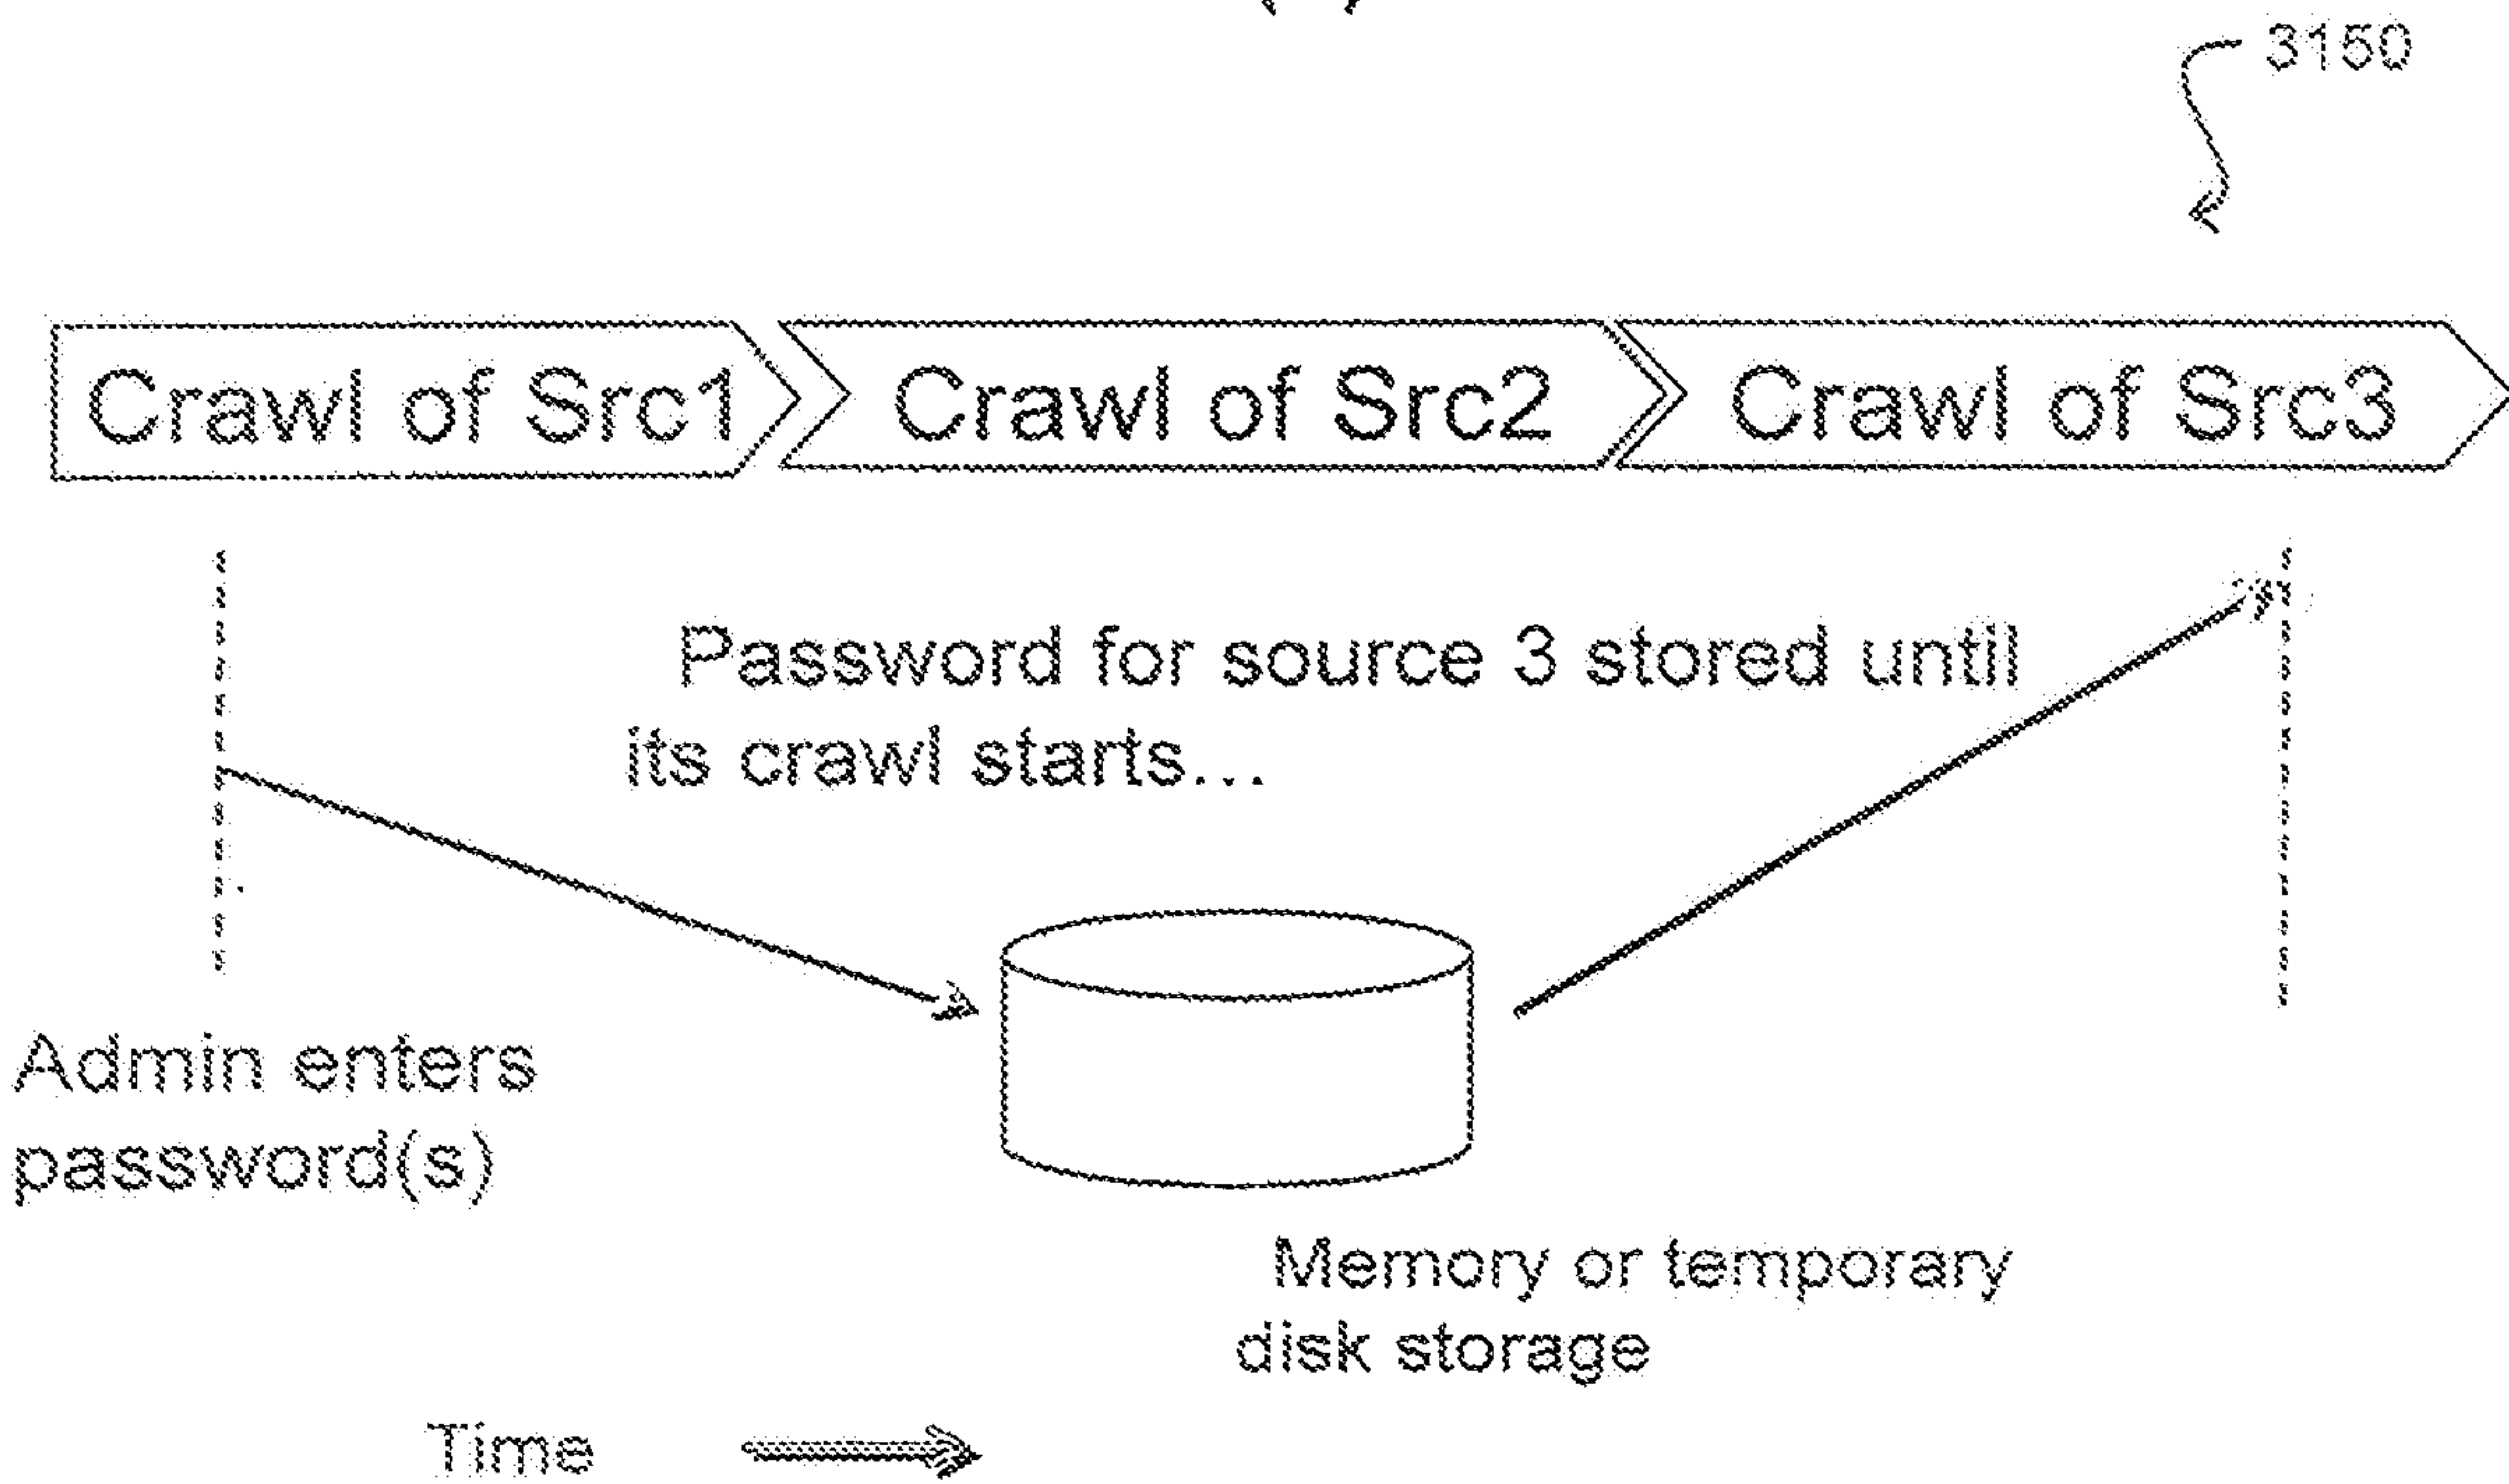 3150
Crawl of Src1
Crawl of Src2
Crawl of Src3
Password for source 3 stored until
its crawl starts...
Admin enters
password(s)
Memory or temporary
disk storage
Time